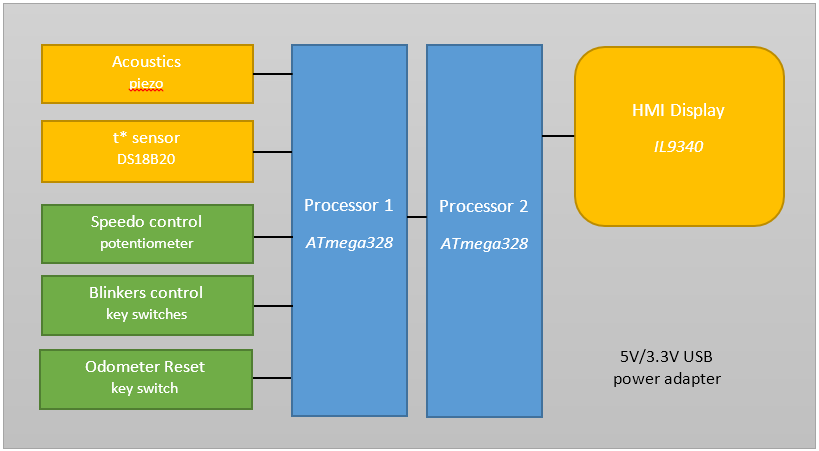 Acoustics
piezo
t* sensor
DS18B20
Speedo control
potentiometer
Blinkers control
key switches
Odometer Reset
key switch
Processor 1
ATmega328
Processor 2
ATmega328
HMI Display
IL9340
5V/3.3V USB
power adapter